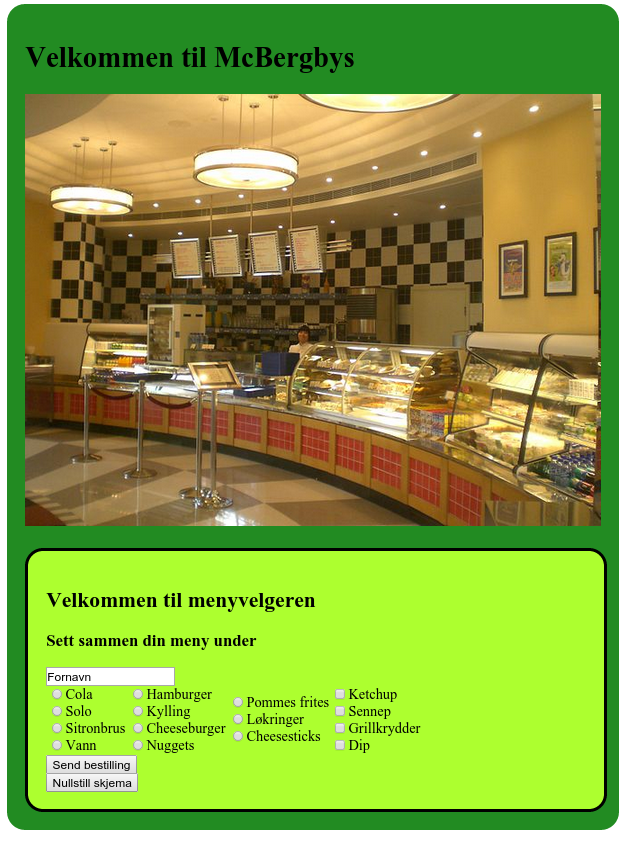 Velkommen til McBergbys
Velkommen til menyvelgeren
Sett sammen din meny under
Fornavn
Cola
Solo
Sitronbrus
Vann
Hamburger
Kylling
Cheeseburger
Nuggets
Pommes frites
Løkringer
Cheesesticks
Ketchup
Sennep
Grillkrydder
Dip
Send bestilling
Nullstill skjema